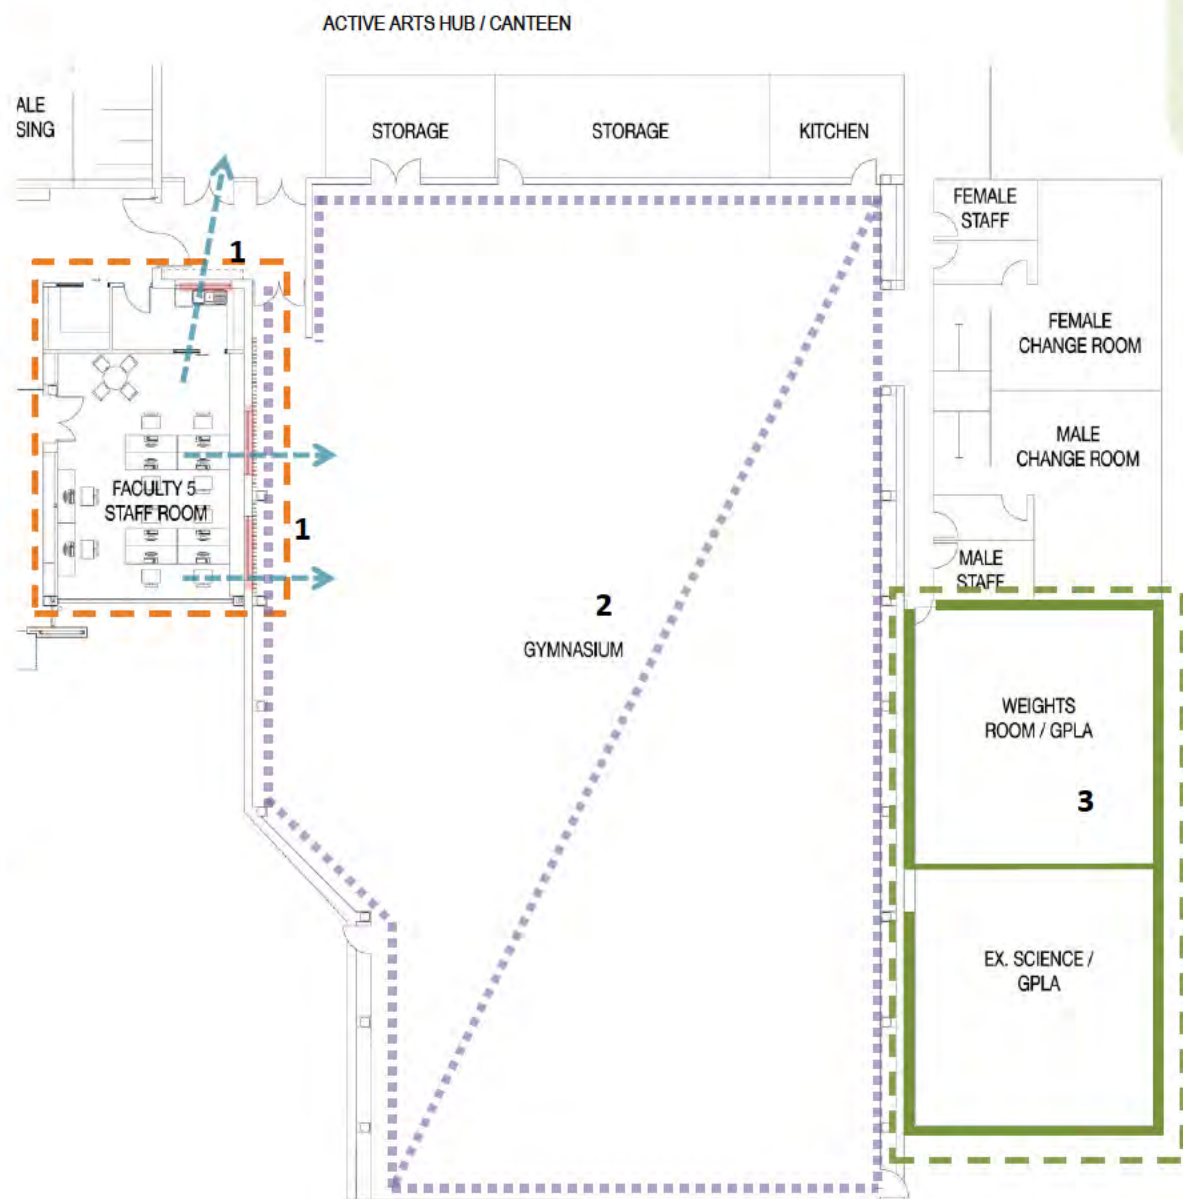 ACTIVE ARTS HUB / CANTEEN
ALE
SING
STORAGE
STORAGE
KITCHEN
FEMALE
STAFF
1
FEMALE
CHANGE ROOM
MALE
CHANGE ROOM
FACULTY 5
STAFF ROOM
1
MALE
STAFF
2
GYMNASIUM
WEIGHTS
ROOM / GPLA
3
EX. SCIENCE /
GPLA